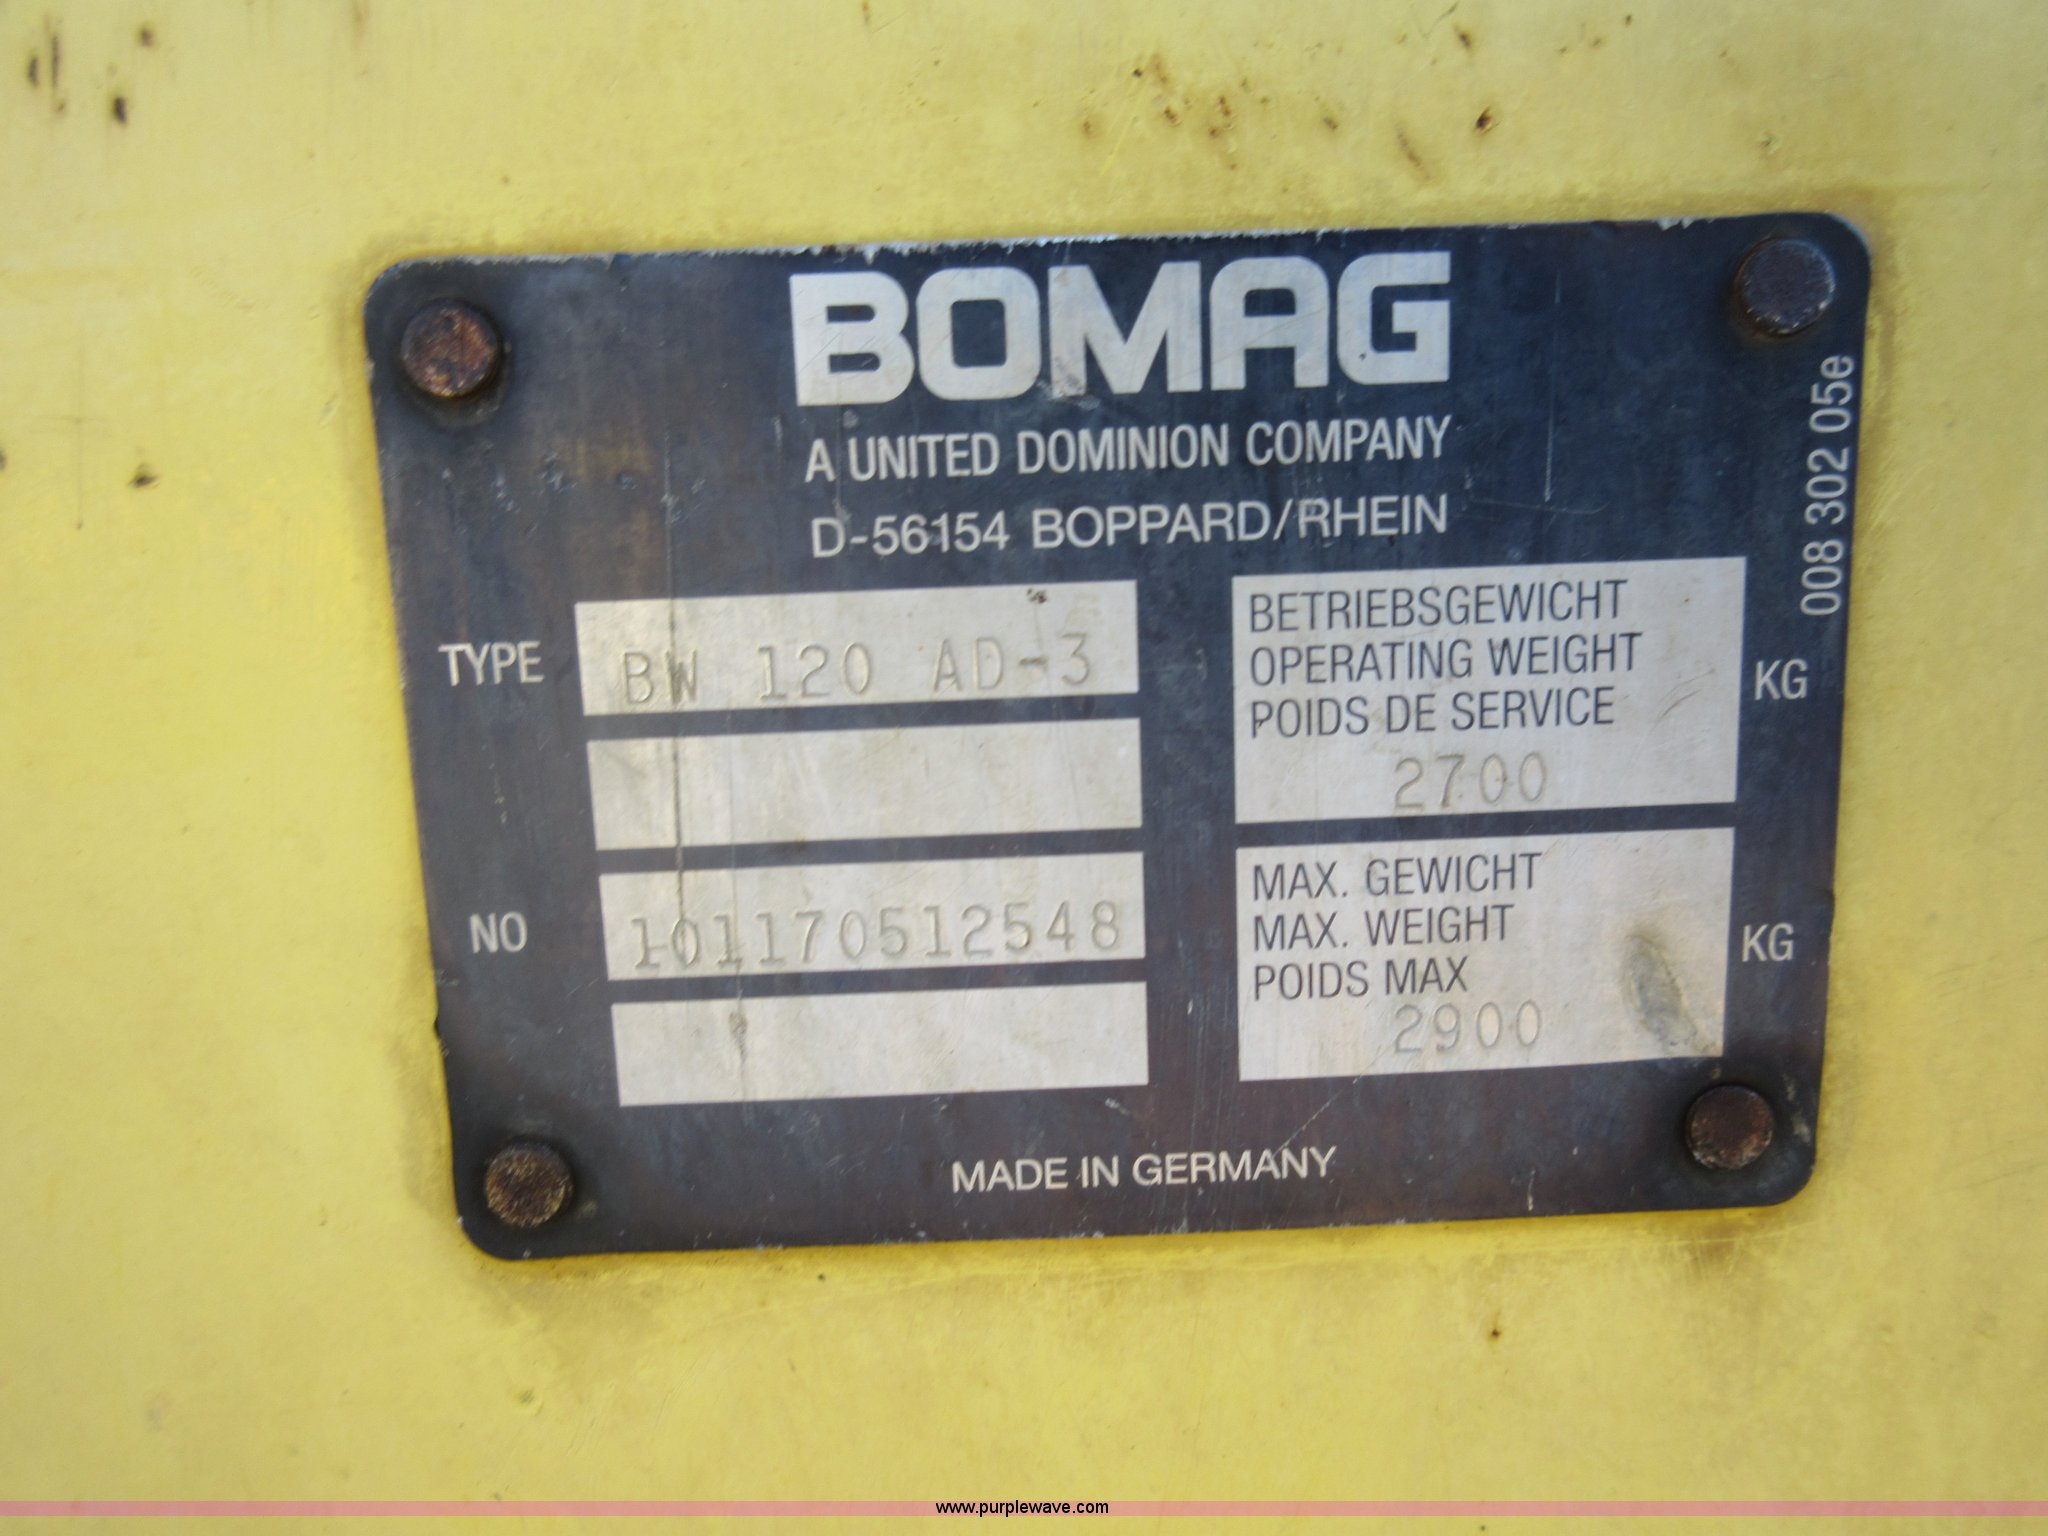 BOMAG
A UNITED DOMINION COMPANY
D-56154 BOPPARD/RHEIN
008 302 05e
TYPE BW 120 AD-3
NO 101170512548
BETRIEBSGEWICHT
OPERATING WEIGHT
POIDS DE SERVICE
2700 KG
MAX. GEWICHT
MAX. WEIGHT
POIDS MAX
2900 KG
MADE IN GERMANY
www.purplewave.com